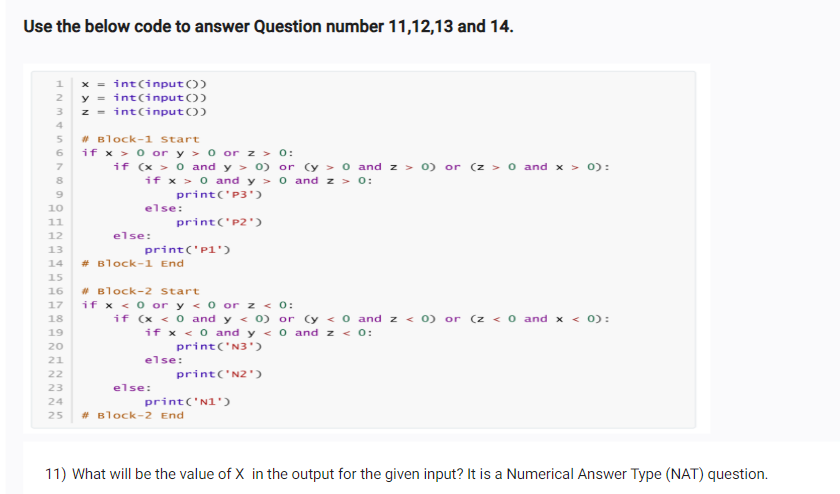 Use the below code to answer Question number 11,12,13 and 14.
1 x = int(input())
2 y = int(input())
3 z = int(input())
4
5 # Block-1 Start
6 if x > 0 or y > 0 or z > 0:
7     if (x > 0 and y > 0) or (y > 0 and z > 0) or (z > 0 and x > 0):
8         if x > 0 and y > 0 and z > 0:
9             print('P3')
10         else:
11             print('P2')
12     else:
13         print('P1')
14 # Block-1 End
15
16 # Block-2 Start
17 if x < 0 or y < 0 or z < 0:
18     if (x < 0 and y < 0) or (y < 0 and z < 0) or (z < 0 and x < 0):
19         if x < 0 and y < 0 and z < 0:
20             print('N3')
21         else:
22             print('N2')
23     else:
24         print('N1')
25 # Block-2 End
11) What will be the value of X in the output for the given input? It is a Numerical Answer Type (NAT) question.